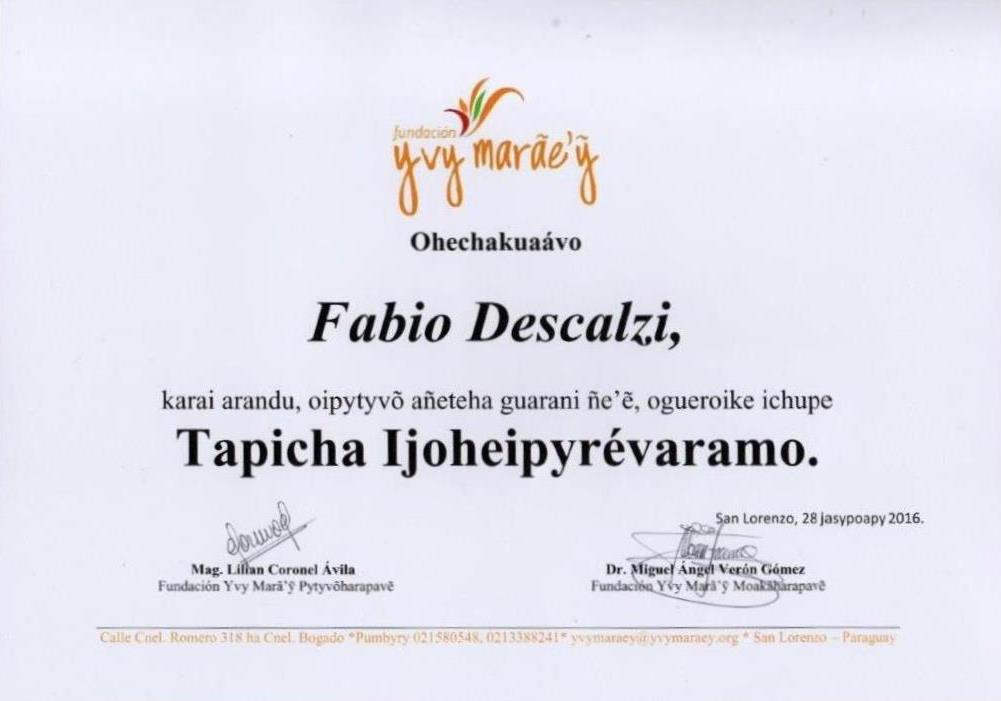 fundación
yvy marãe'ỹ
Ohechakuaávo
Fabio Descalzi,
karai arandu, oipytyvõ añeteha guarani ñe'ẽ, ogueroike ichupe
Tapicha Ijoheipyrévaramo.
San Lorenzo, 28 jasypoapy 2016.
Mag. Lilian Coronel Ávila
Fundación Yvy Marã'ỹ Pytyvõharapavẽ
Dr. Miguel Ángel Verón Gómez
Fundación Yvy Marã'ỹ Moakãharapavẽ
Calle Cnel. Romero 318 ha Cnel. Bogado *Pumbyry 021580548, 0213388241* yvymaraey@yvymaraey.org * San Lorenzo – Paraguay